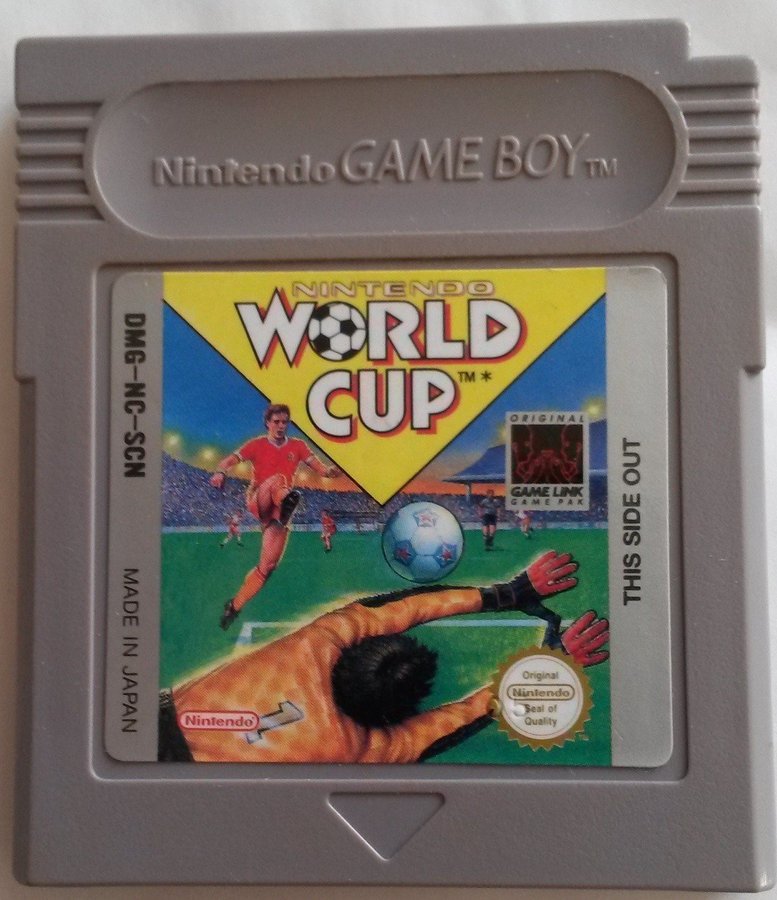 Nintendo GAME BOY TM
NINTENDO
WORLD
CUP TM *
DMG-NC-SCN
MADE IN JAPAN
ORIGINAL
GAME LINK
GAME PAK
THIS SIDE OUT
1
Nintendo
Original
Nintendo
Seal of
Quality